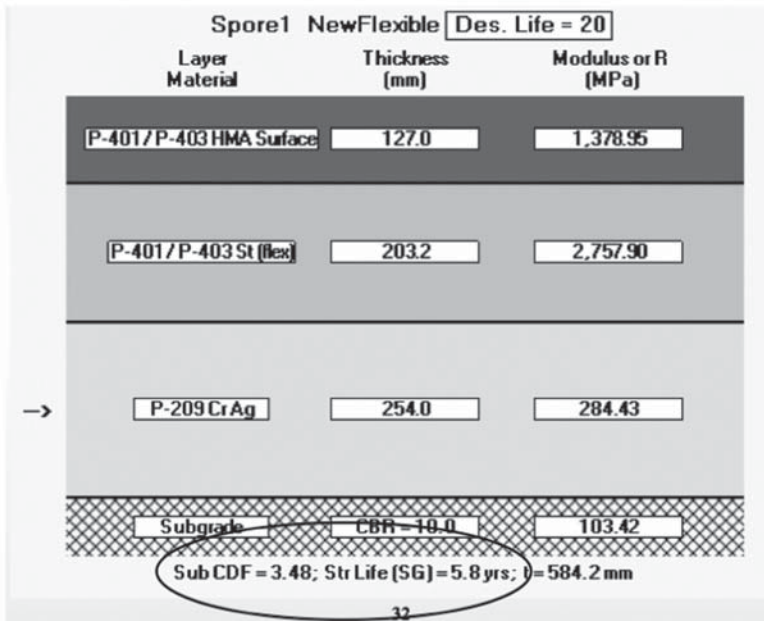 Spore1 NewFlexible Des. Life = 20
Layer Material Thickness (mm) Modulus or R (MPa)
P-401/ P-403 HMA Surface 127.0 1,378.95
P-401/ P-403 St (flex) 203.2 2,757.90
--> P-209 Cr Ag 254.0 284.43
Subgrade CBR = 10.0 103.42
Sub CDF = 3.48; Str Life (SG) = 5.8 yrs; t = 584.2 mm
32